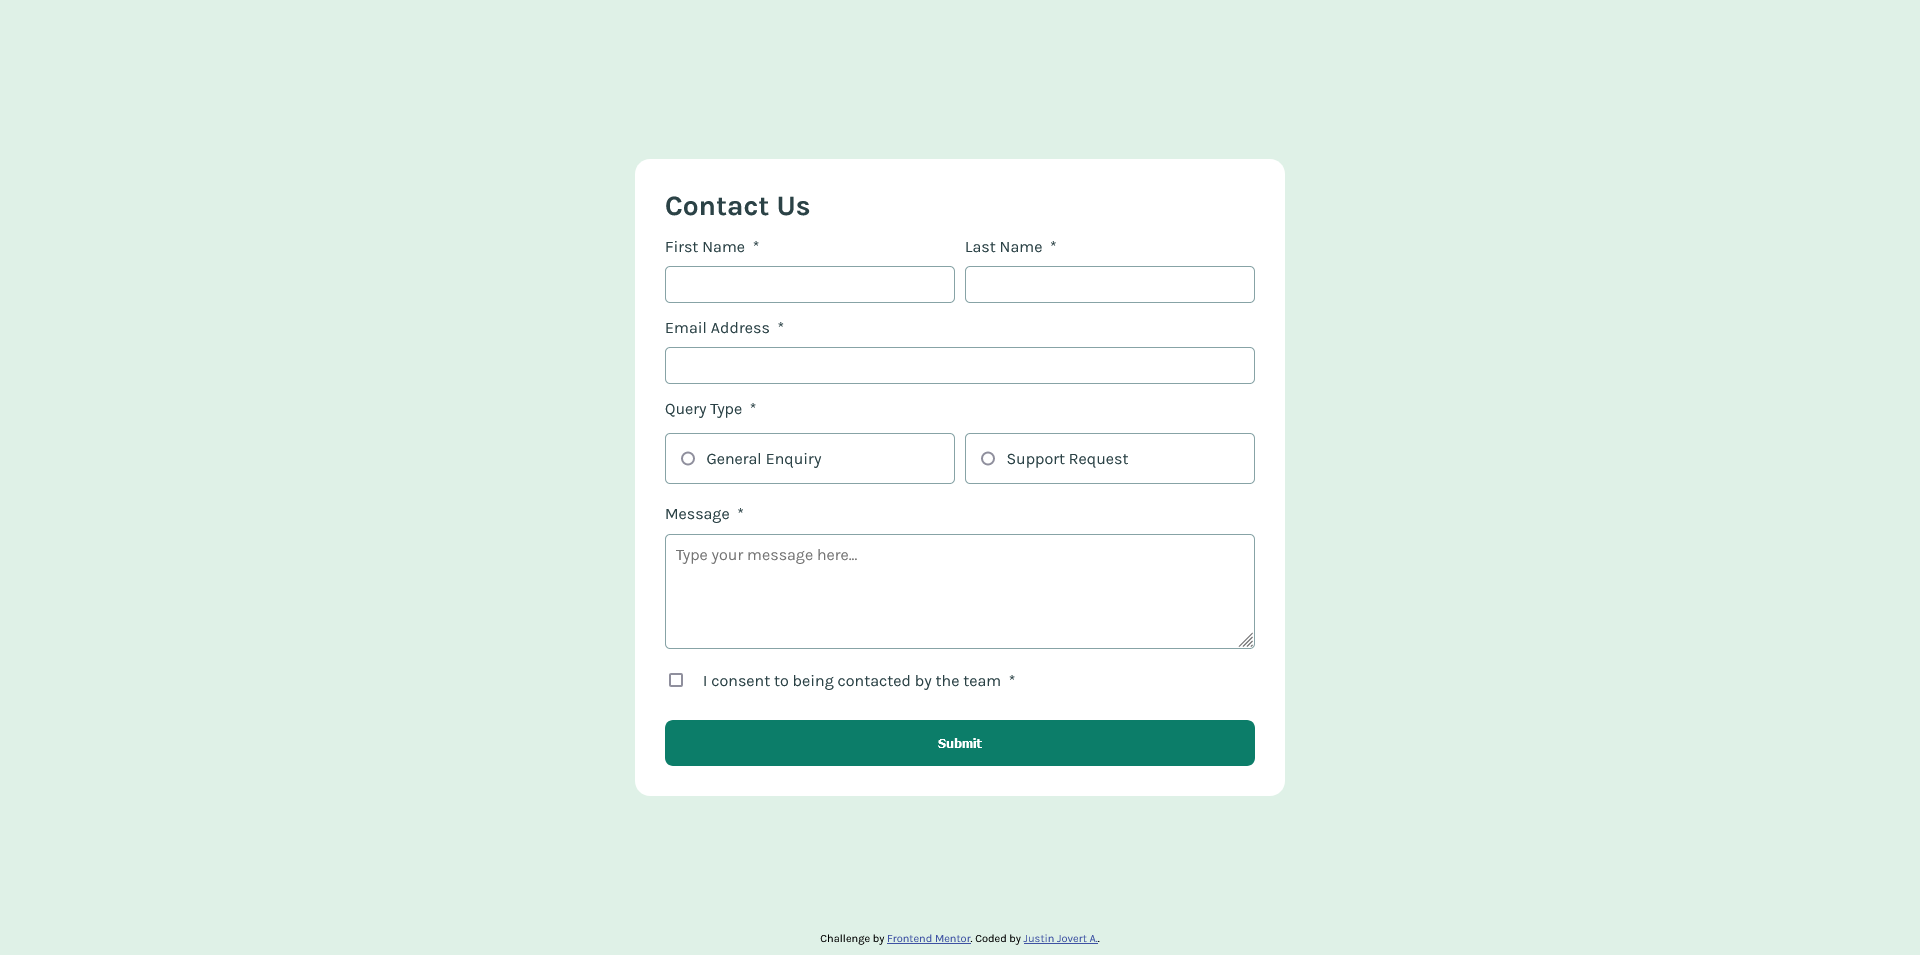 Contact Us
First Name *
Last Name *
Email Address *
Query Type *
General Enquiry
Support Request
Message *
Type your message here...
I consent to being contacted by the team *
Submit
Challenge by Frontend Mentor. Coded by Justin Jovert A..